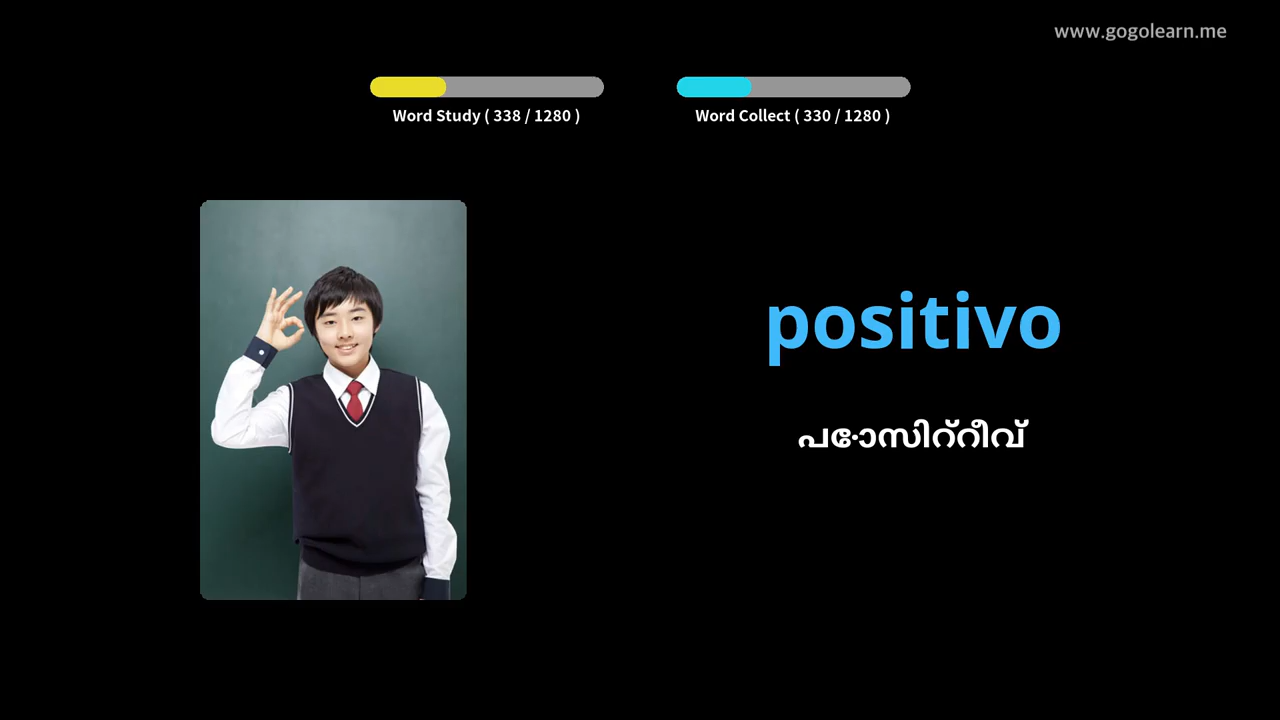 www.gogolearn.me
Word Study ( 338 / 1280 )
Word Collect ( 330 / 1280 )
positivo
പോസിറ്റീവ്